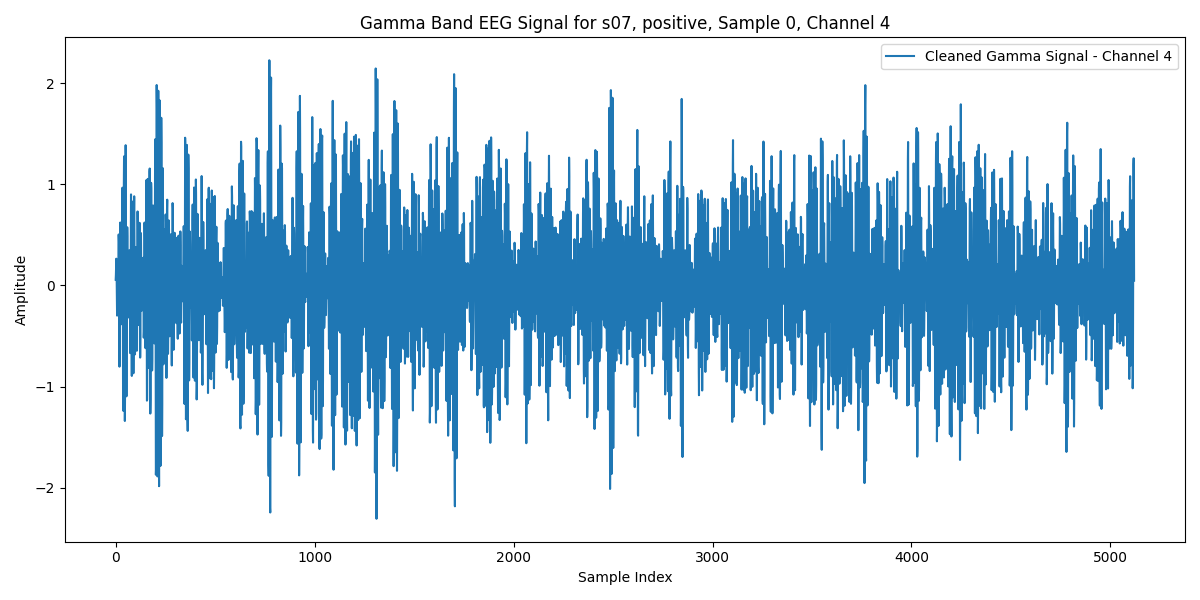 Gamma Band EEG Signal for s07, positive, Sample 0, Channel 4
Cleaned Gamma Signal - Channel 4
Amplitude
2
1
0
−1
−2
0 1000 2000 3000 4000 5000
Sample Index